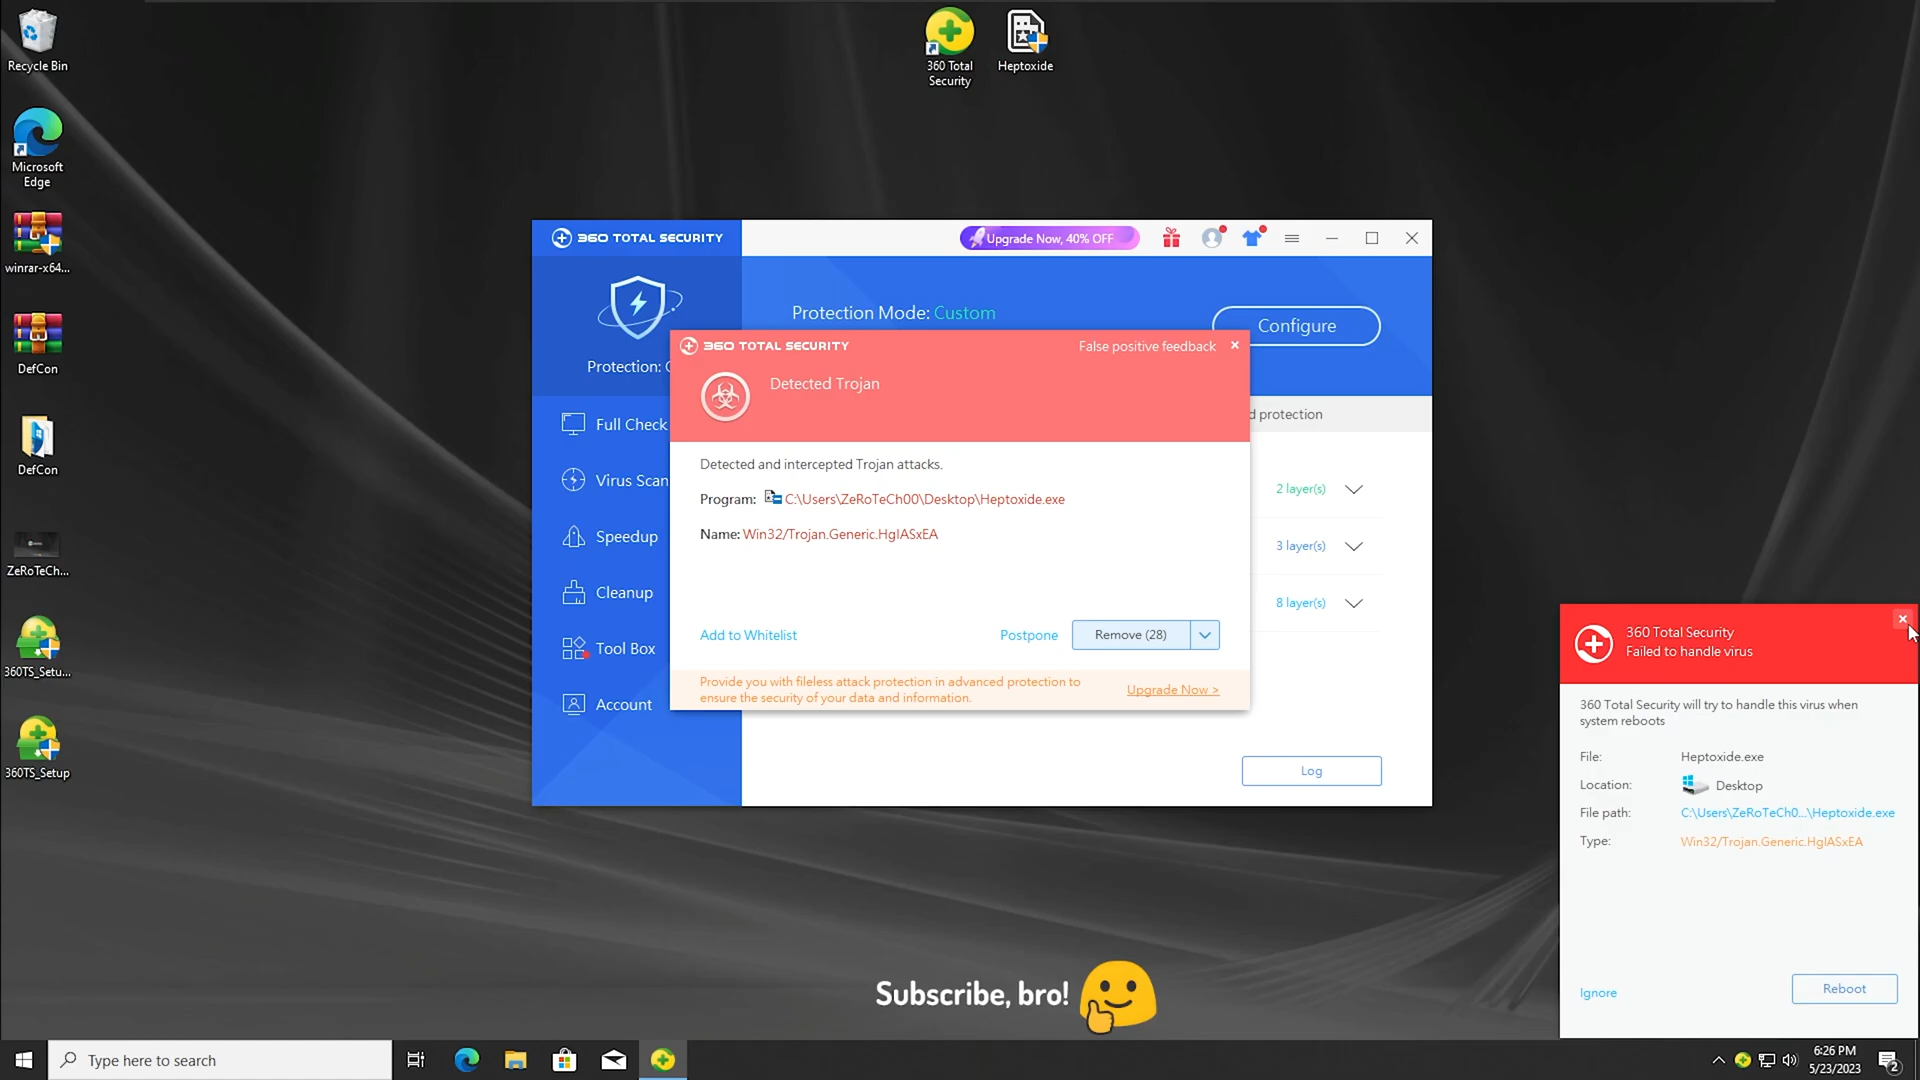 Recycle Bin
Microsoft
Edge
winrar-x64...
DefCon
DefCon
ZeRoTeCh...
360TS_Setu...
360TS_Setup
360 Total
Security
Heptoxide
360 TOTAL SECURITY
Upgrade Now, 40% OFF
Protection Mode: Custom
Configure
Protection:
Full Check
Virus Scan
Speedup
Cleanup
Tool Box
Account
d protection
2 layer(s)
3 layer(s)
8 layer(s)
Log
360 TOTAL SECURITY
False positive feedback
Detected Trojan
Detected and intercepted Trojan attacks.
Program: C:\Users\ZeRoTeCh00\Desktop\Heptoxide.exe
Name: Win32/Trojan.Generic.HgIASxEA
Add to Whitelist
Postpone
Remove (28)
Provide you with fileless attack protection in advanced protection to
ensure the security of your data and information.
Upgrade Now >
360 Total Security
Failed to handle virus
360 Total Security will try to handle this virus when
system reboots
File: Heptoxide.exe
Location: Desktop
File path: C:\Users\ZeRoTeCh0...\Heptoxide.exe
Type: Win32/Trojan.Generic.HgIASxEA
Ignore
Reboot
Subscribe, bro!
Type here to search
6:26 PM
5/23/2023
2